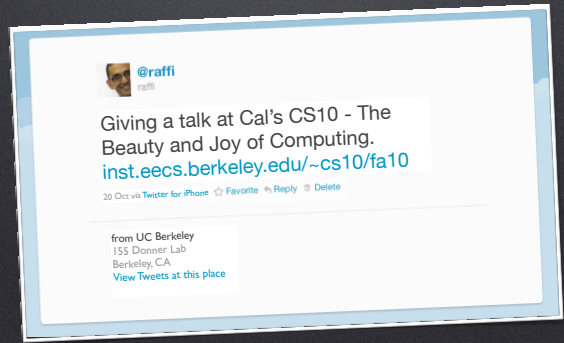 @raffi
raffi
Giving a talk at Cal's CS10 - The
Beauty and Joy of Computing.
inst.eecs.berkeley.edu/~cs10/fa10
20 Oct via Twitter for iPhone Favorite Reply Delete
from UC Berkeley
155 Donner Lab
Berkeley, CA
View Tweets at this place